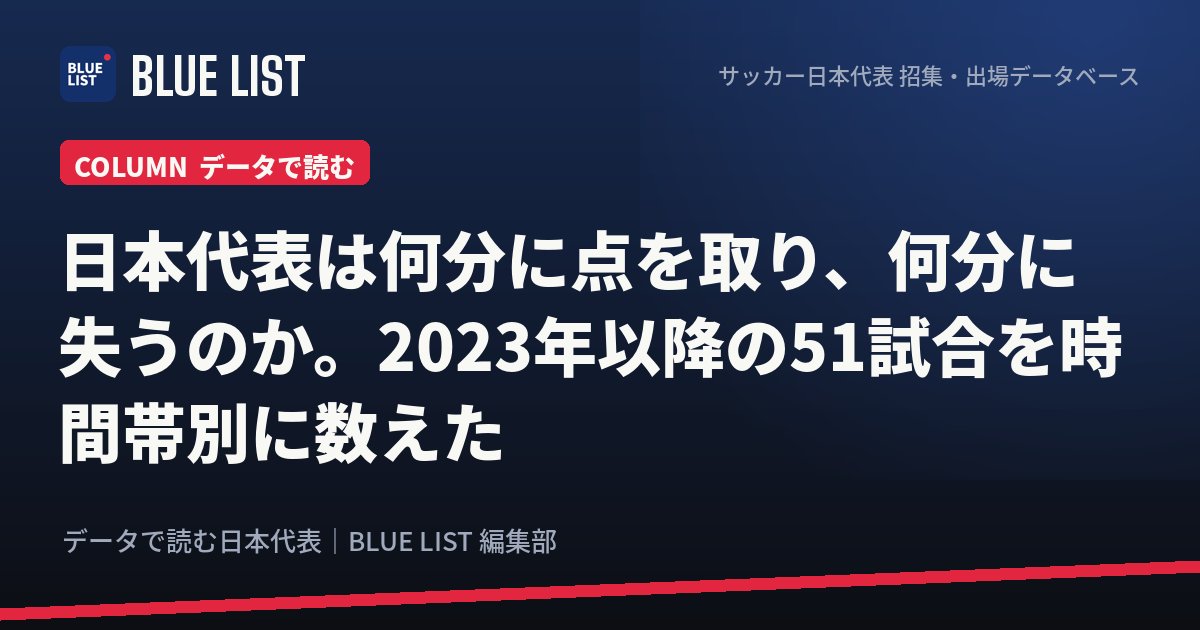 BLUE LIST
BLUE LIST
サッカー日本代表 招集・出場データベース
COLUMN データで読む
日本代表は何分に点を取り、何分に
失うのか。2023年以降の51試合を時
間帯別に数えた
データで読む日本代表｜BLUE LIST 編集部